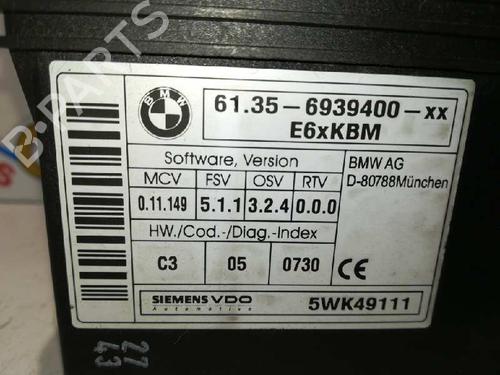 BMW
61.35 - 6939400 - xx
E6xKBM
Software, Version
MCV FSV OSV RTV
0.11.149 5.1.1 3.2.4 0.0.0
BMW AG
D-80788München
HW./Cod.-/Diag.-Index
C3 05 0730
CE
SIEMENS VDO
Automotive
5WK49111
27
43
B-PARTS